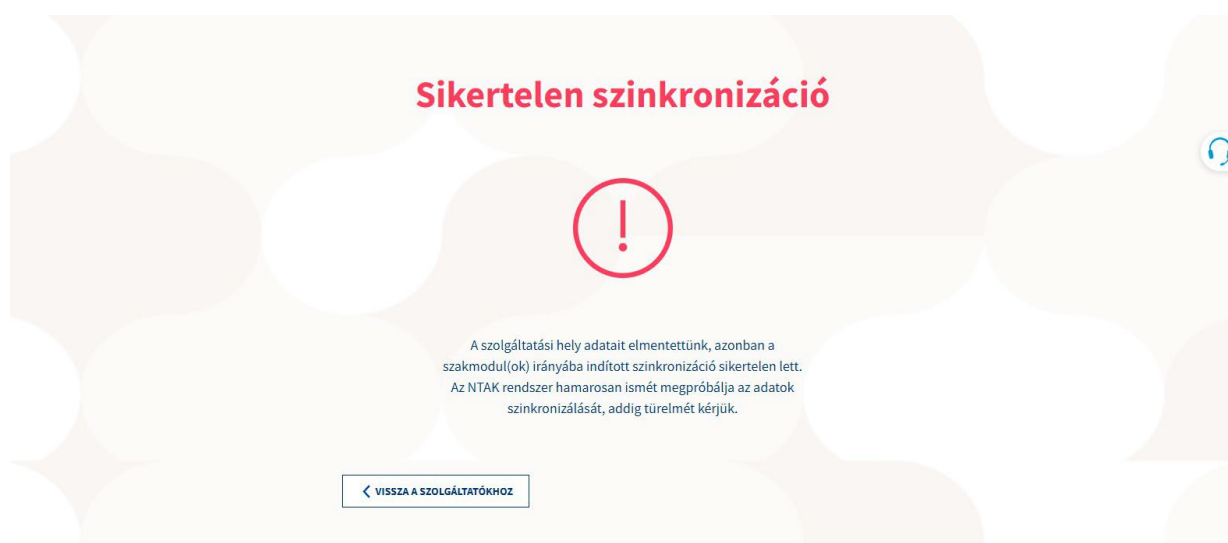 Sikertelen szinkronizáció
A szolgáltatási hely adatait elmentettünk, azonban a
szakmodul(ok) irányába indított szinkronizáció sikertelen lett.
Az NTAK rendszer hamarosan ismét megpróbálja az adatok
szinkronizálását, addig türelmét kérjük.
VISSZA A SZOLGÁLTATÓKHOZ